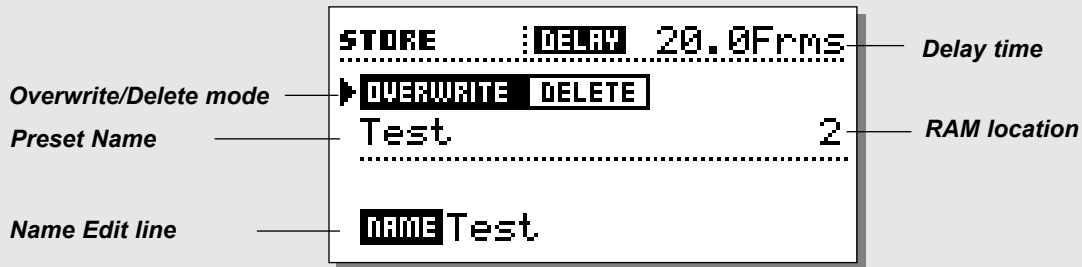 STORE DELAY 20.0Frms Delay time
Overwrite/Delete mode OVERWRITE DELETE
Preset Name Test 2 RAM location
Name Edit line NAME Test